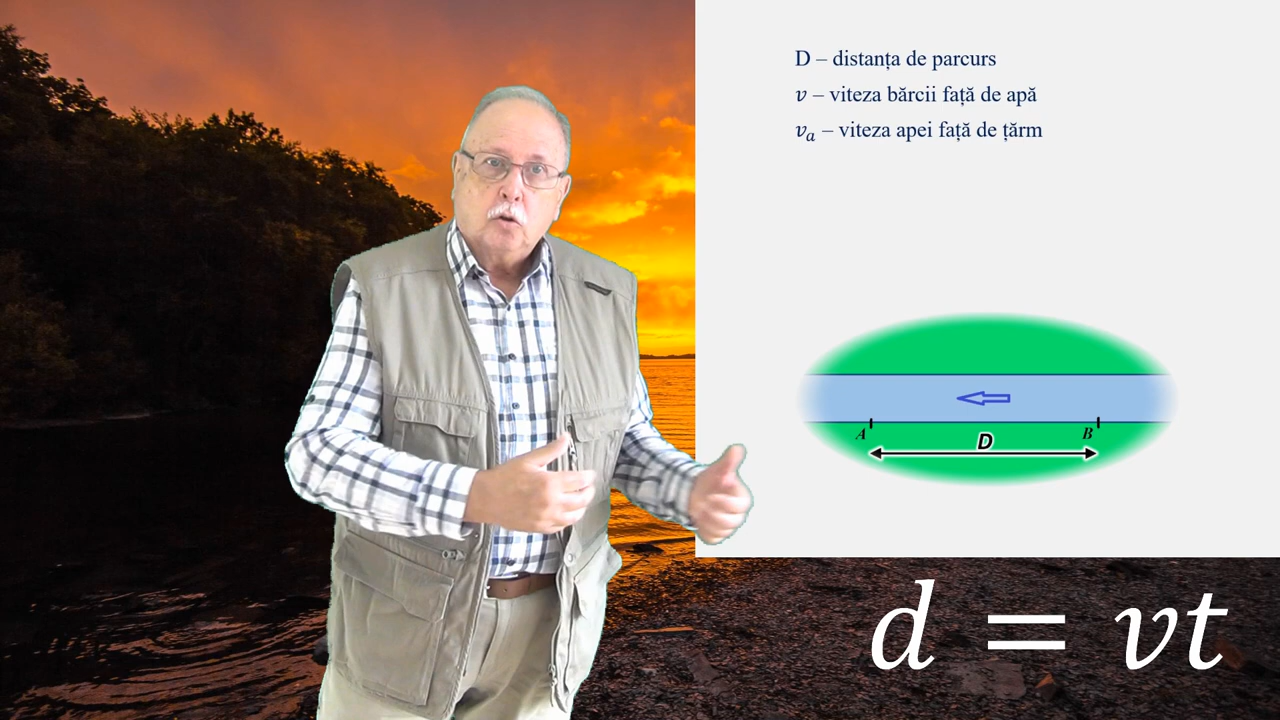 D – distanța de parcurs
v – viteza bărcii față de apă
vₐ – viteza apei față de țărm
A
B
D
d = vt